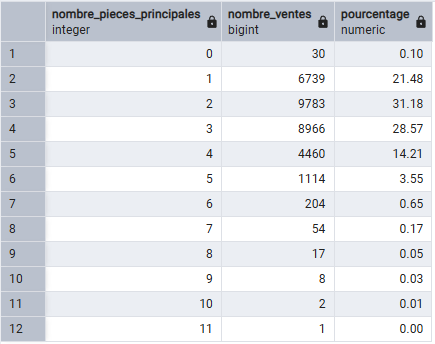 nombre_pieces_principales nombre_ventes pourcentage
integer bigint numeric
1 0 30 0.10
2 1 6739 21.48
3 2 9783 31.18
4 3 8966 28.57
5 4 4460 14.21
6 5 1114 3.55
7 6 204 0.65
8 7 54 0.17
9 8 17 0.05
10 9 8 0.03
11 10 2 0.01
12 11 1 0.00